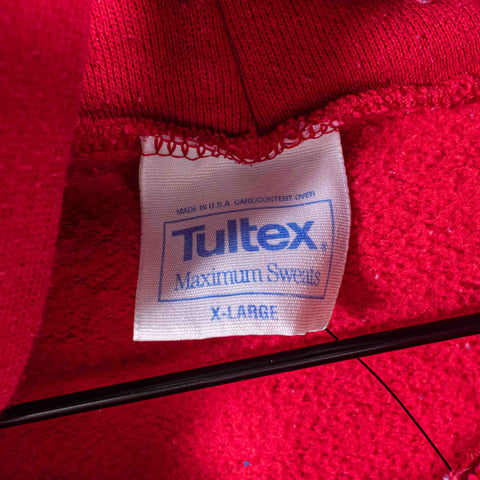 MADE IN U.S.A. CARE/CONTENT OVER
Tultex®
Maximum Sweats
X-LARGE